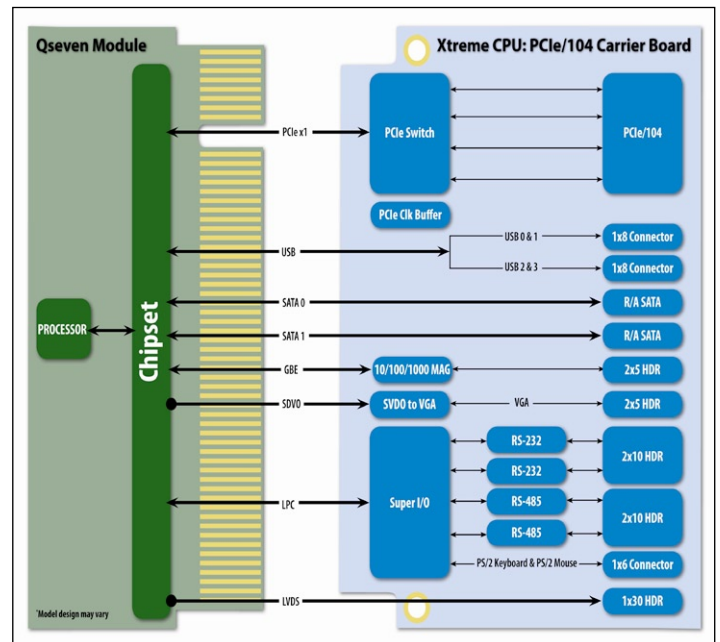 Qseven Module
Xtreme CPU: PCIe/104 Carrier Board
PCIe x1
PCIe Switch
PCIe/104
PCIe Clk Buffer
USB
USB 0 & 1
1x8 Connector
USB 2 & 3
1x8 Connector
SATA 0
R/A SATA
PROCESSOR
Chipset
SATA 1
R/A SATA
GBE
10/100/1000 MAG
2x5 HDR
SDVO
SVDO to VGA
VGA
2x5 HDR
RS-232
2x10 HDR
RS-232
LPC
Super I/O
RS-485
2x10 HDR
RS-485
PS/2 Keyboard & PS/2 Mouse
1x6 Connector
LVDS
1x30 HDR
*Model design may vary